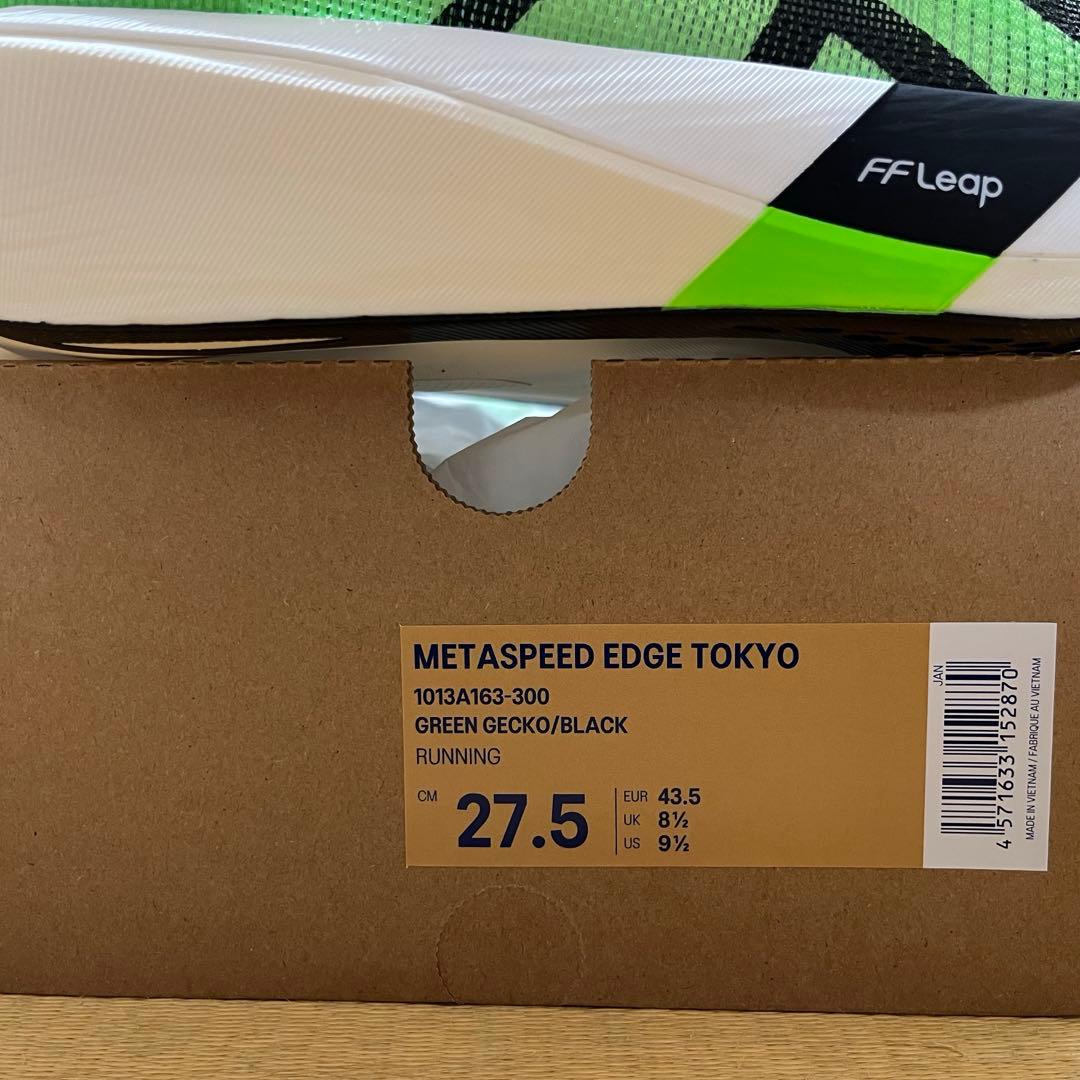 FF Leap
METASPEED EDGE TOKYO
1013A163-300
GREEN GECKO/BLACK
RUNNING
CM 27.5
EUR 43.5
UK 8½
US 9½
JAN
4 571633 152870
MADE IN VIETNAM / FABRIQUE AU VIETNAM